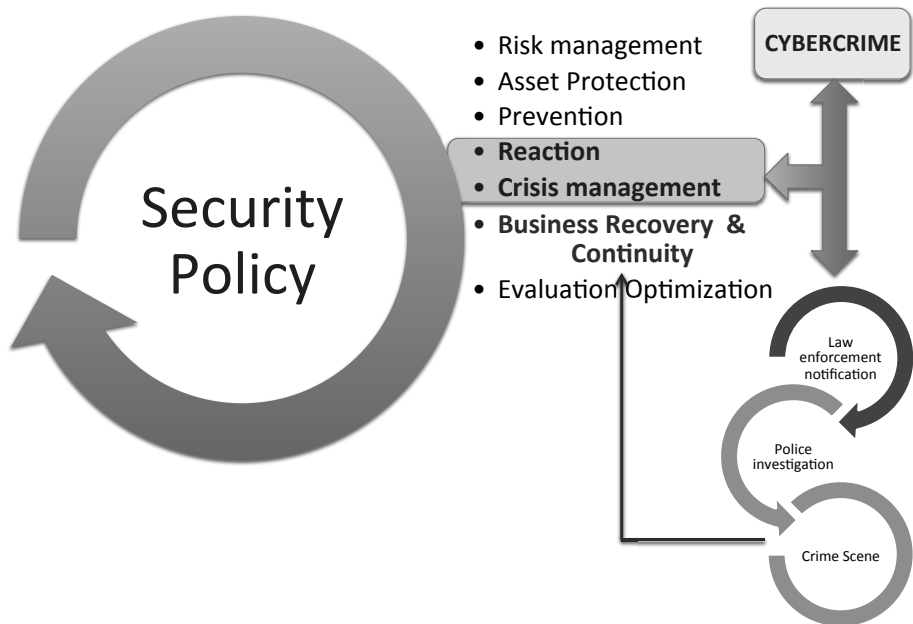 Security
Policy
• Risk management
• Asset Protection
• Prevention
• Reaction
• Crisis management
• Business Recovery &
Continuity
• Evaluation Optimization
CYBERCRIME
Law
enforcement
notification
Police
investigation
Crime Scene